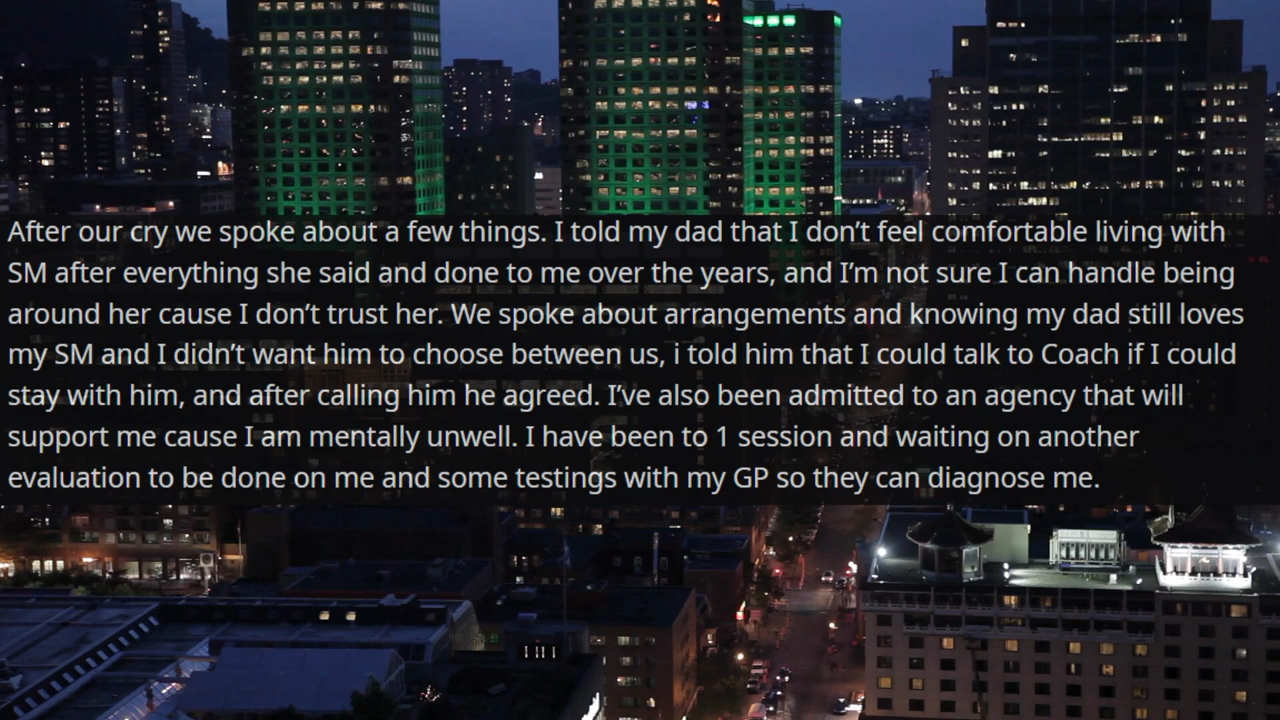 After our cry we spoke about a few things. I told my dad that I don’t feel comfortable living with
SM after everything she said and done to me over the years, and I’m not sure I can handle being
around her cause I don’t trust her. We spoke about arrangements and knowing my dad still loves
my SM and I didn’t want him to choose between us, i told him that I could talk to Coach if I could
stay with him, and after calling him he agreed. I’ve also been admitted to an agency that will
support me cause I am mentally unwell. I have been to 1 session and waiting on another
evaluation to be done on me and some testings with my GP so they can diagnose me.